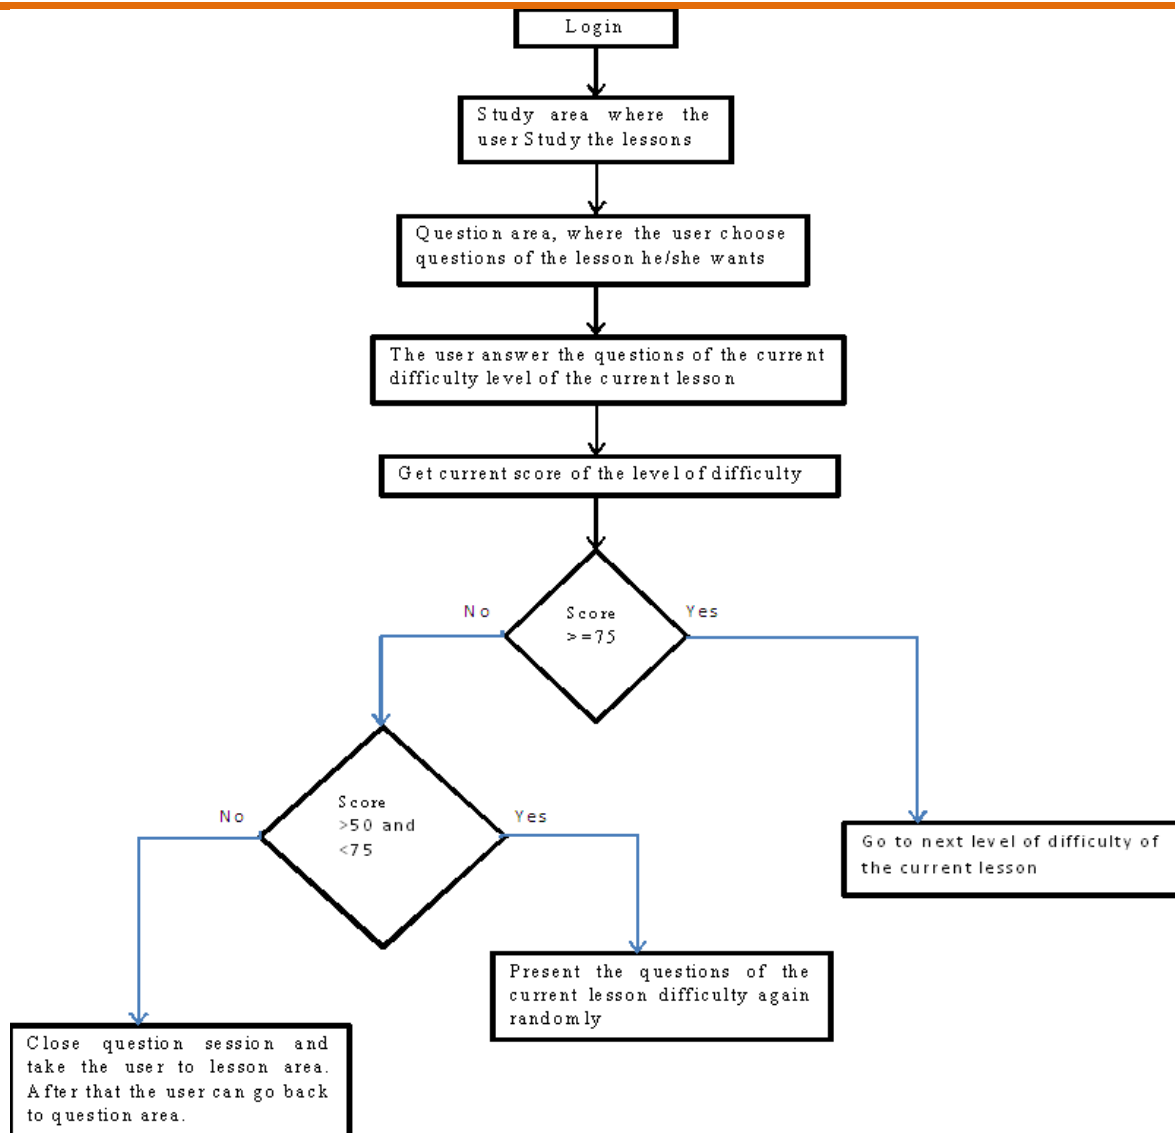 Login
Study area where the
user Study the lessons
Question area, where the user choose
questions of the lesson he/she wants
The user answer the questions of the current
difficulty level of the current lesson
Get current score of the level of difficulty
No
Score
>=75
Yes
No
Score
>50 and
<75
Yes
Go to next level of difficulty of
the current lesson
Present the questions of the
current lesson difficulty again
randomly
Close question session and
take the user to lesson area.
After that the user can go back
to question area.